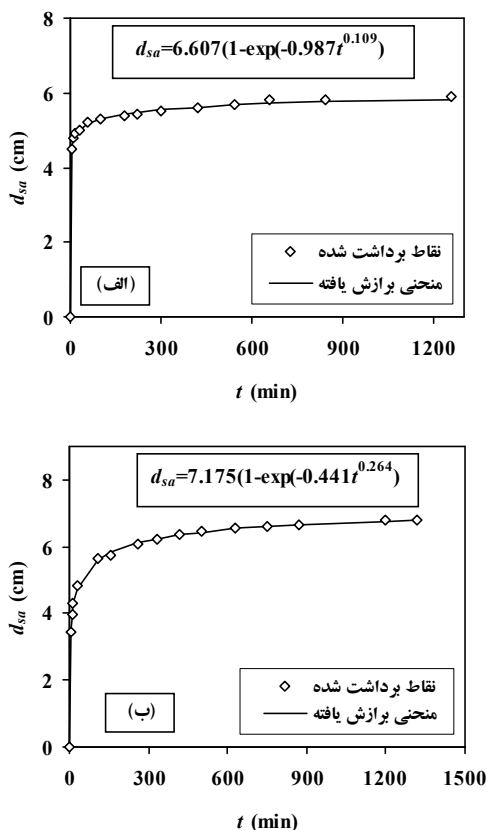 d_sa=6.607(1-exp(-0.987t^0.109)
8
6
4
2
0
d_sa (cm)
نقاط برداشت شده
منحنی برازش یافته
(الف)
0 300 600 900 1200
t (min)
d_sa=7.175(1-exp(-0.441t^0.264)
8
6
4
2
0
d_sa (cm)
نقاط برداشت شده
منحنی برازش یافته
(ب)
0 300 600 900 1200 1500
t (min)